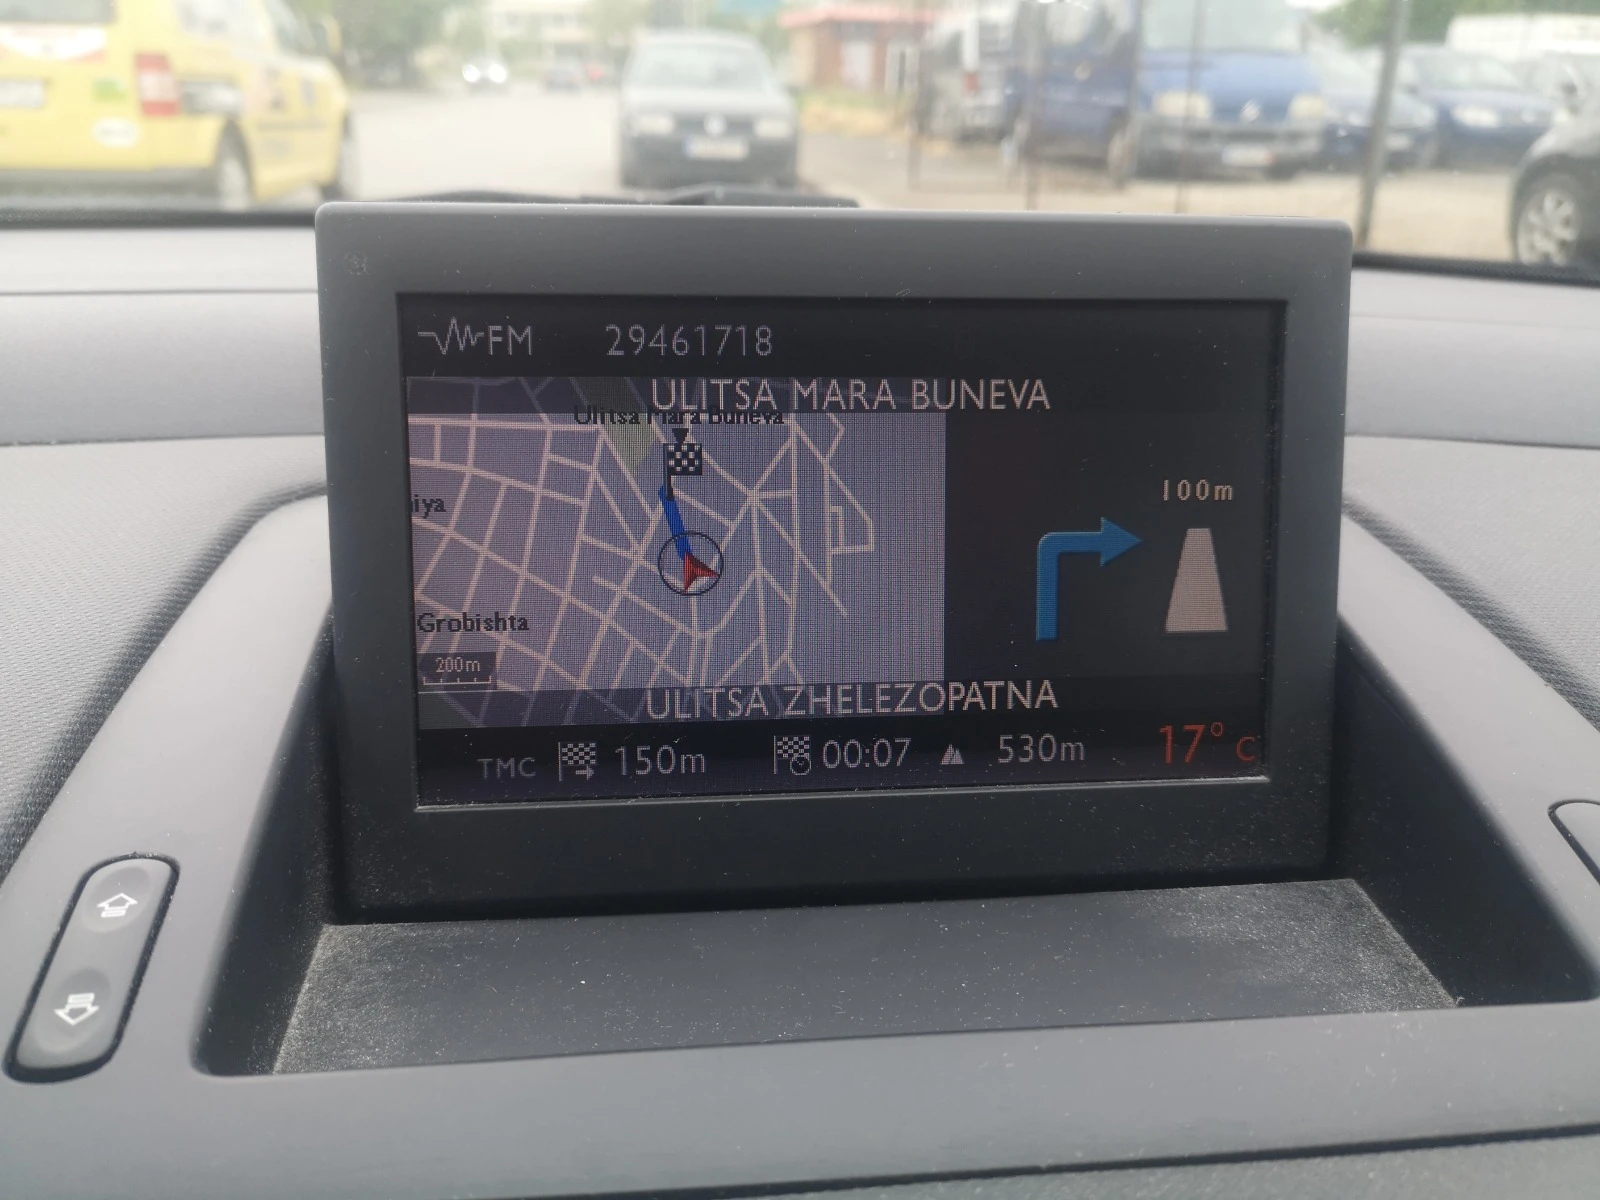 FM 29461718
ULITSA MARA BUNEVA
Ulitsa Mara Buneva
100m
iya
Grobishta
200m
ULITSA ZHELEZOPATNA
TMC 150m 00:07 530m 17° C